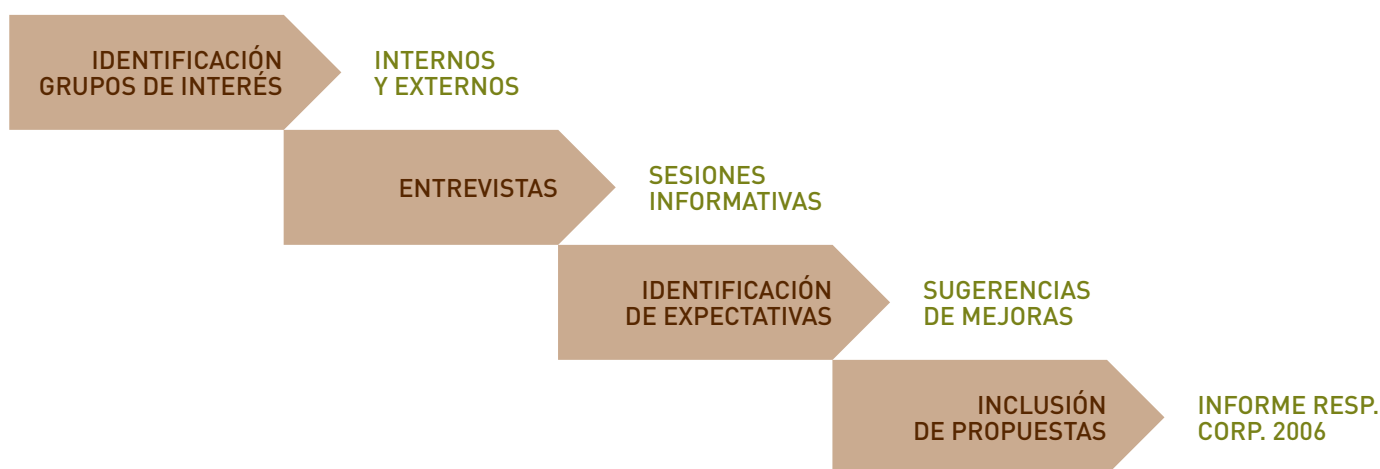 IDENTIFICACIÓN
GRUPOS DE INTERÉS
INTERNOS
Y EXTERNOS
ENTREVISTAS
SESIONES
INFORMATIVAS
IDENTIFICACIÓN
DE EXPECTATIVAS
SUGERENCIAS
DE MEJORAS
INCLUSIÓN
DE PROPUESTAS
INFORME RESP.
CORP. 2006